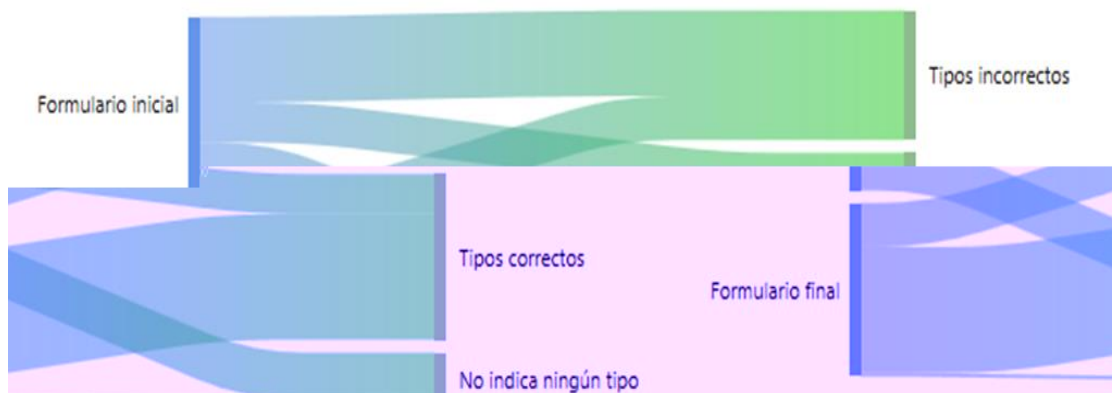 Tipos incorrectos
Formulario inicial
Tipos correctos
Formulario final
No indica ningún tipo